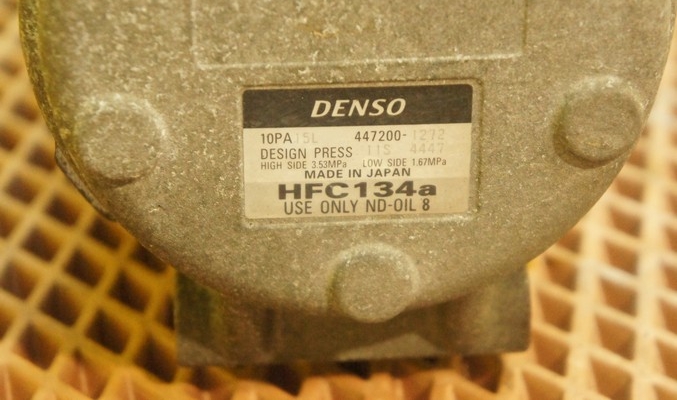 DENSO
10PA15L 447200-1272
DESIGN PRESS 11S 4447
HIGH SIDE 3.53MPa LOW SIDE 1.67MPa
MADE IN JAPAN
HFC134a
USE ONLY ND-OIL 8